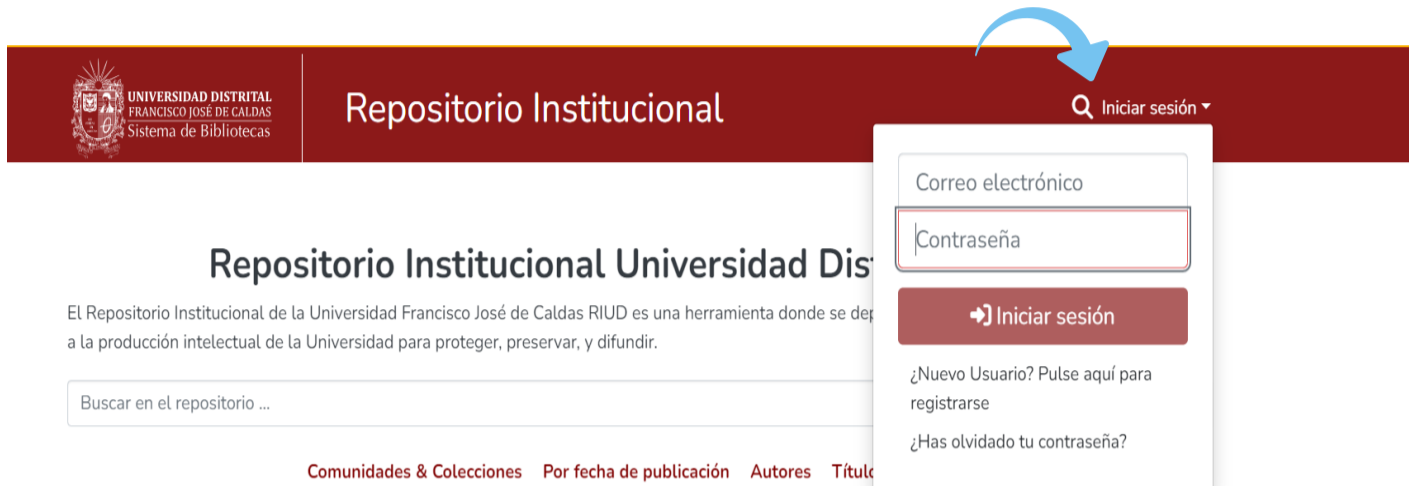 UNIVERSIDAD DISTRITAL
FRANCISCO JOSÉ DE CALDAS
Sistema de Bibliotecas
Repositorio Institucional
Iniciar sesión
Correo electrónico
Contraseña
Iniciar sesión
¿Nuevo Usuario? Pulse aquí para
registrarse
¿Has olvidado tu contraseña?
Repositorio Institucional Universidad
El Repositorio Institucional de la Universidad Francisco José de Caldas RIUD es una herramienta donde se
a la producción intelectual de la Universidad para proteger, preservar, y difundir.
Buscar en el repositorio ...
Comunidades & Colecciones Por fecha de publicación Autores